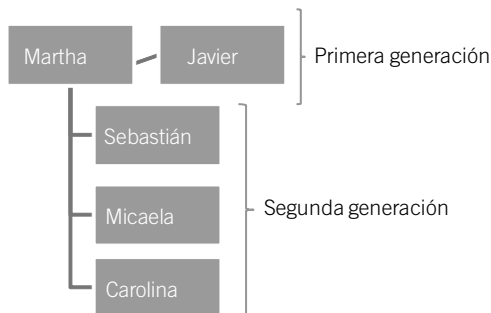 Martha
Javier
Primera generación
Sebastián
Micaela
Segunda generación
Carolina